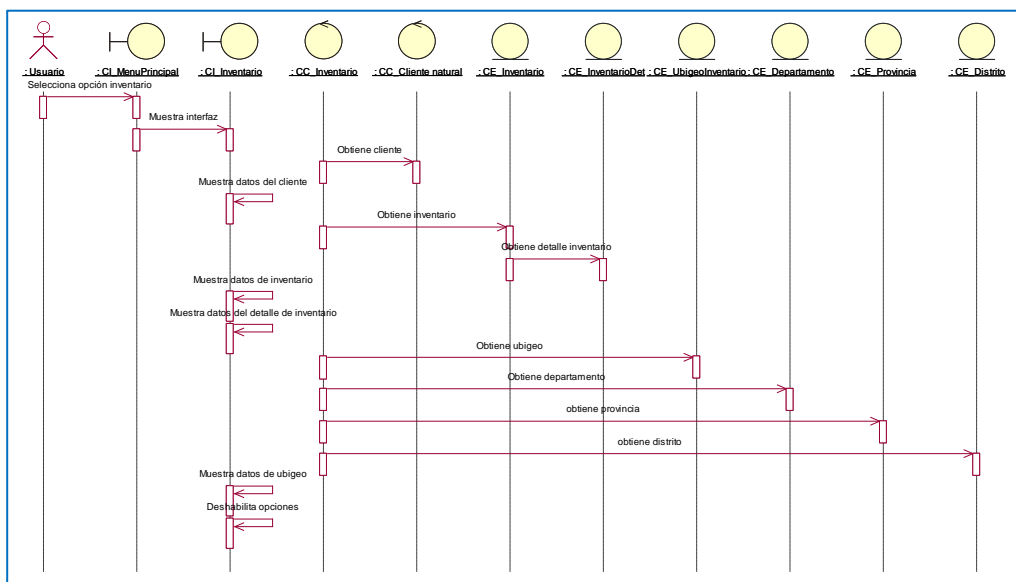 : Usuario
: CI_MenuPrincipal
: CI_Inventario
: CC_Inventario
: CC_Cliente natural
: CE_Inventario
: CE_InventarioDet
: CE_UbigeoInventario
: CE_Departamento
: CE_Provincia
: CE_Distrito
Selecciona opción inventario
Muestra interfaz
Obtiene cliente
Muestra datos del cliente
Obtiene inventario
Obtiene detalle inventario
Muestra datos de inventario
Muestra datos del detalle de inventario
Obtiene ubigeo
Obtiene departamento
obtiene provincia
obtiene distrito
Muestra datos de ubigeo
Deshabilita opciones